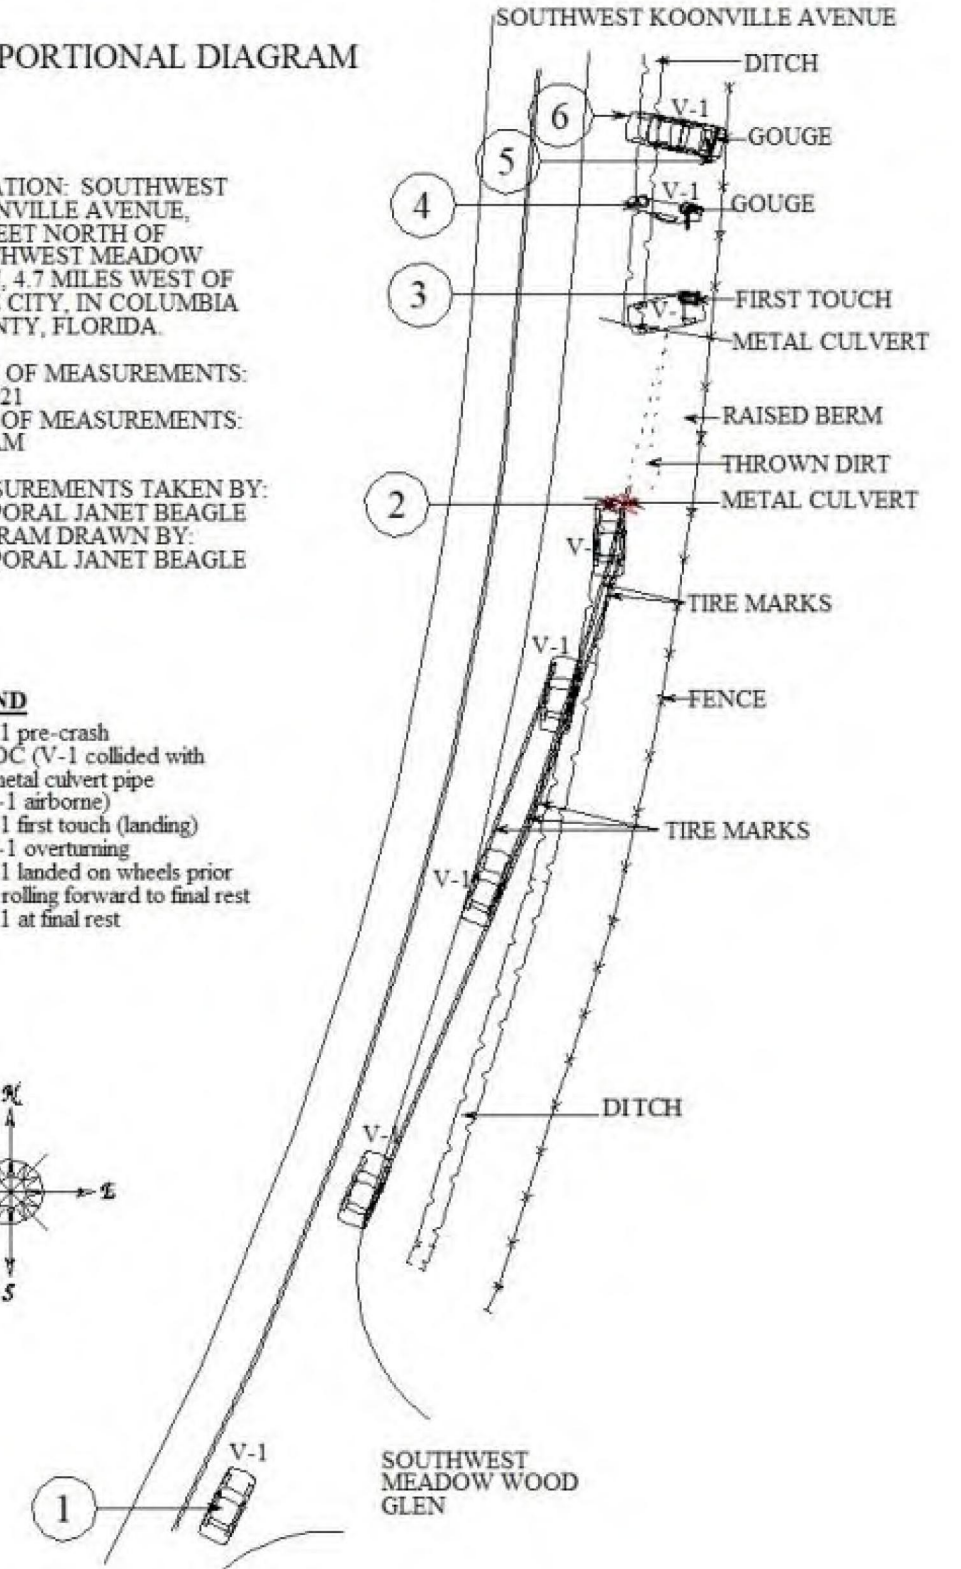 PORTIONAL DIAGRAM
ATION: SOUTHWEST
NVILLE AVENUE,
EET NORTH OF
HWEST MEADOW
, 4.7 MILES WEST OF
CITY, IN COLUMBIA
NTY, FLORIDA.
OF MEASUREMENTS:
21
OF MEASUREMENTS:
AM
SUREMENTS TAKEN BY:
PORAL JANET BEAGLE
RAM DRAWN BY:
PORAL JANET BEAGLE
ND
1 pre-crash
OC (V-1 collided with
metal culvert pipe
-1 airborne)
1 first touch (landing)
-1 overturning
1 landed on wheels prior
rolling forward to final rest
1 at final rest
N
E
S
SOUTHWEST KOONVILLE AVENUE
DITCH
6
V-1
GOUGE
5
4
V-1
GOUGE
3
FIRST TOUCH
V-
METAL CULVERT
RAISED BERM
THROWN DIRT
2
METAL CULVERT
V-
TIRE MARKS
V-1
FENCE
TIRE MARKS
V-1
DITCH
V-
SOUTHWEST
MEADOW WOOD
GLEN
V-1
1